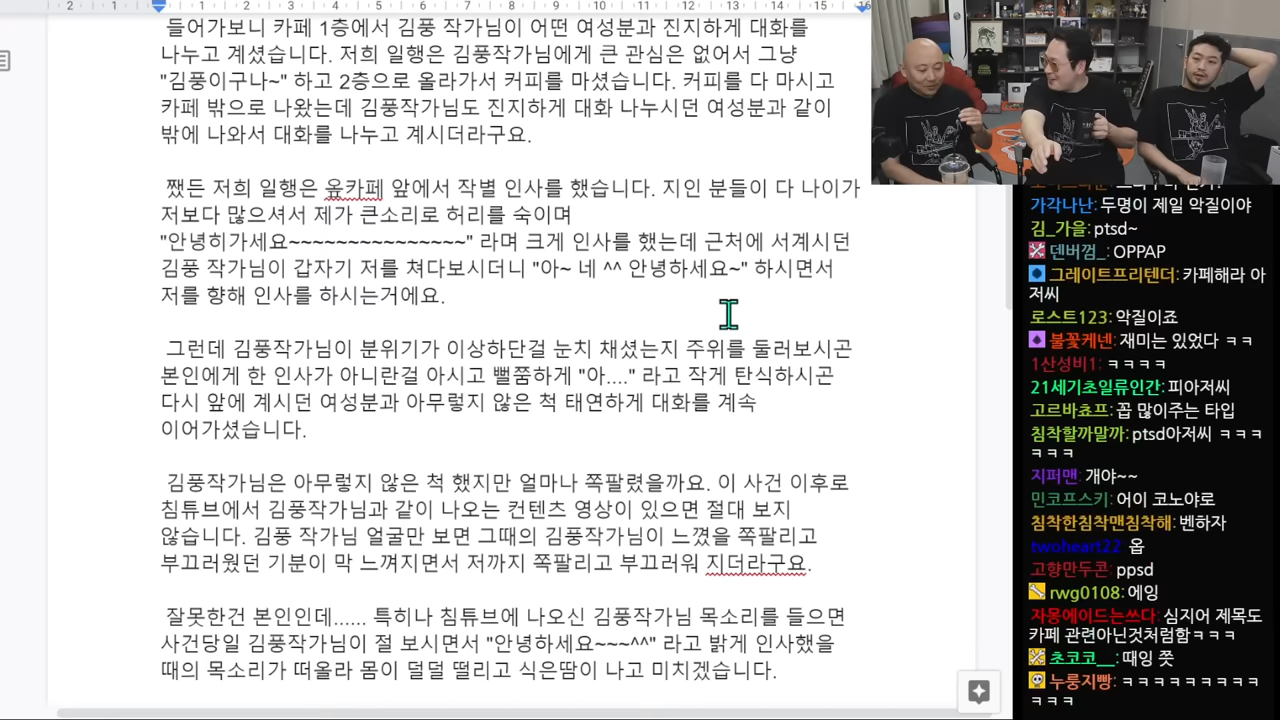 2 1 1 2 3 4 5 6 7 8 9 10 11 12 13 14 15 16
들어가보니 카페 1층에서 김풍 작가님이 어떤 여성분과 진지하게 대화를
나누고 계셨습니다. 저희 일행은 김풍작가님에게 큰 관심은 없어서 그냥
"김풍이구나~" 하고 2층으로 올라가서 커피를 마셨습니다. 커피를 다 마시고
카페 밖으로 나왔는데 김풍작가님도 진지하게 대화 나누시던 여성분과 같이
밖에 나와서 대화를 나누고 계시더라구요.
쨌든 저희 일행은 윺카페 앞에서 작별 인사를 했습니다. 지인 분들이 다 나이가
저보다 많으셔서 제가 큰소리로 허리를 숙이며
"안녕히가세요~~~~~~~~~~~~~~~" 라며 크게 인사를 했는데 근처에 서계시던
김풍 작가님이 갑자기 저를 쳐다보시더니 "아~ 네 ^^ 안녕하세요~" 하시면서
저를 향해 인사를 하시는거에요.
그런데 김풍작가님이 분위기가 이상하단걸 눈치 채셨는지 주위를 둘러보시곤
본인에게 한 인사가 아니란걸 아시고 뻘쭘하게 "아...." 라고 작게 탄식하시곤
다시 앞에 계시던 여성분과 아무렇지 않은 척 태연하게 대화를 계속
이어가셨습니다.
김풍작가님은 아무렇지 않은 척 했지만 얼마나 쪽팔렸을까요. 이 사건 이후로
침튜브에서 김풍작가님과 같이 나오는 컨텐츠 영상이 있으면 절대 보지
않습니다. 김풍 작가님 얼굴만 보면 그때의 김풍작가님이 느꼈을 쪽팔리고
부끄러웠던 기분이 막 느껴지면서 저까지 쪽팔리고 부끄러워 지더라구요.
잘못한건 본인인데...... 특히나 침튜브에 나오신 김풍작가님 목소리를 들으면
사건당일 김풍작가님이 절 보시면서 "안녕하세요~~~^^" 라고 밝게 인사했을
때의 목소리가 떠올라 몸이 덜덜 떨리고 식은땀이 나고 미치겠습니다.
가각나난: 두명이 제일 악질이야
김_가을: ptsd~
덴버껌_: OPPAP
그레이트프리텐더: 카페해라 아
저씨
로스트123: 악질이죠
불꽃케넨: 재미는 있었다 ㅋㅋ
1산성비1: ㅋㅋㅋㅋ
21세기초일류인간: 피아저씨
고르바쵸프: 꼽 많이주는 타입
침착할까말까: ptsd아저씨 ㅋㅋㅋ
ㅋㅋㅋㅋ
지퍼맨: 개야~~
민코프스키: 어이 코노야로
침착한침착맨침착해: 벤하자
twoheart22: 옵
고향만두콘: ppsd
rwg0108: 에잉
자몽에이드는쓰다: 심지어 제목도
카페 관련아닌것처럼함ㅋㅋㅋ
초코코__: 때잉 쯧
누룽지빵: ㅋㅋㅋㅋㅋㅋㅋㅋㅋ
ㅋㅋㅋ